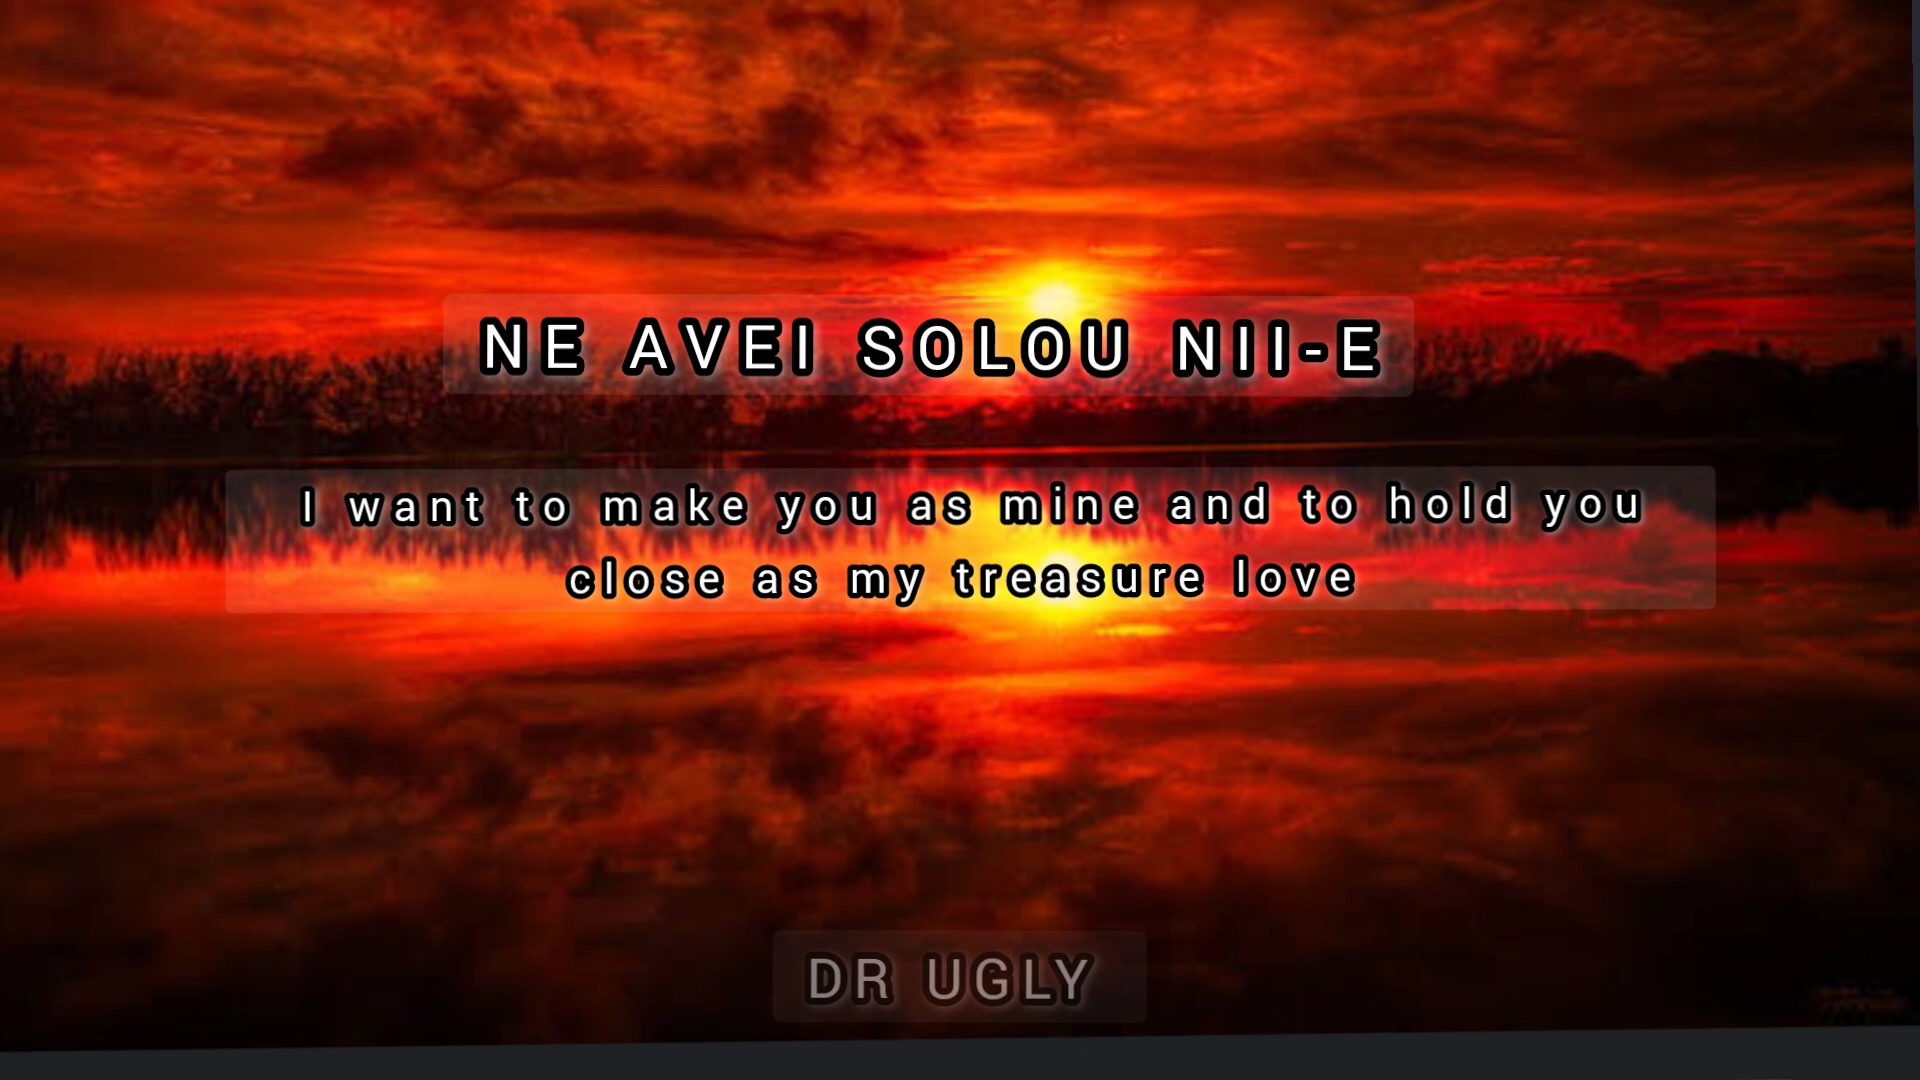 NE AVEI SOLOU NII-E
I want to make you as mine and to hold you
close as my treasure love
DR UGLY